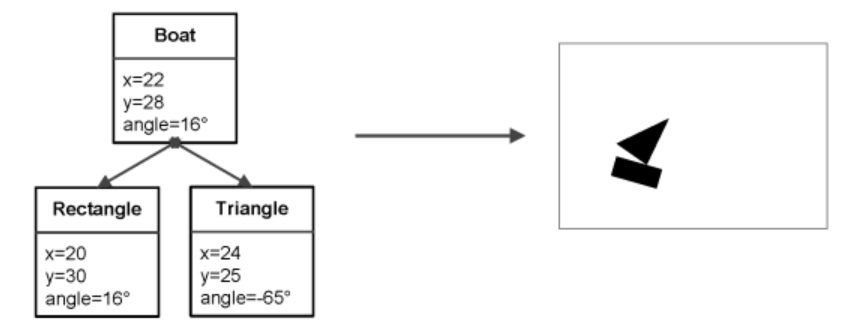 Boat
x=22
y=28
angle=16°
Rectangle
x=20
y=30
angle=16°
Triangle
x=24
y=25
angle=-65°